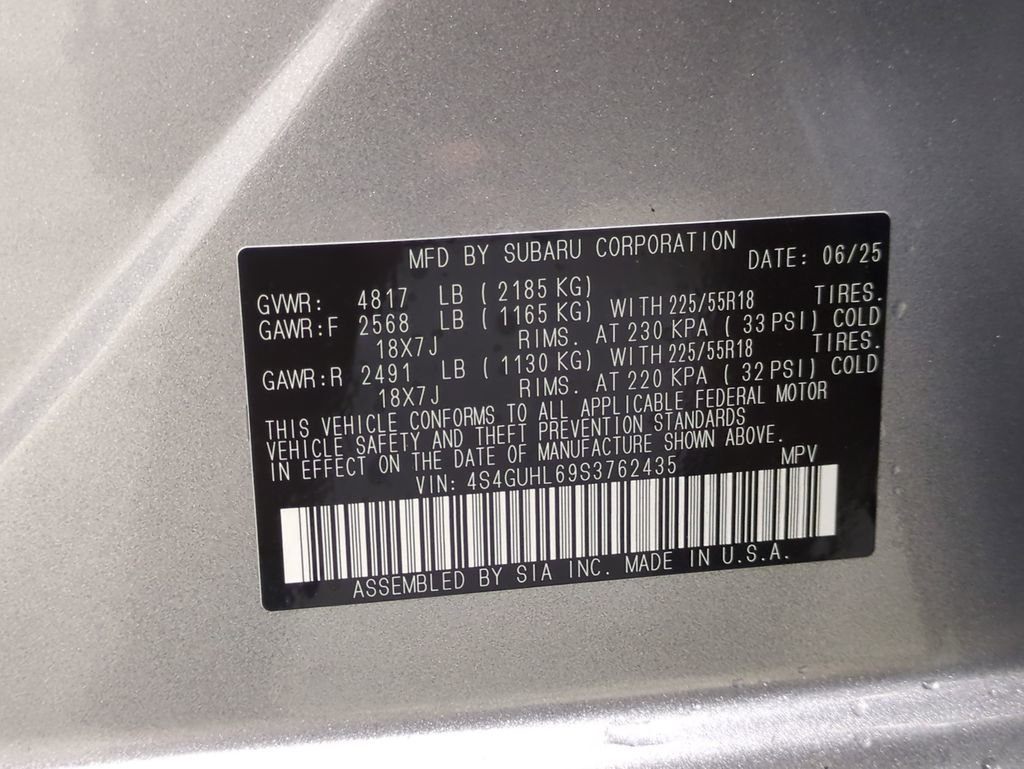 MFD BY SUBARU CORPORATION DATE: 06/25
GVWR: 4817 LB ( 2185 KG)
GAWR:F 2568 LB ( 1165 KG) WITH 225/55R18 TIRES.
18X7J RIMS. AT 230 KPA ( 33 PSI) COLD
GAWR:R 2491 LB ( 1130 KG) WITH 225/55R18 TIRES.
18X7J RIMS. AT 220 KPA ( 32 PSI) COLD
THIS VEHICLE CONFORMS TO ALL APPLICABLE FEDERAL MOTOR
VEHICLE SAFETY AND THEFT PREVENTION STANDARDS
IN EFFECT ON THE DATE OF MANUFACTURE SHOWN ABOVE.
VIN: 4S4GUHL69S3762435 MPV
ASSEMBLED BY SIA INC. MADE IN U.S.A.